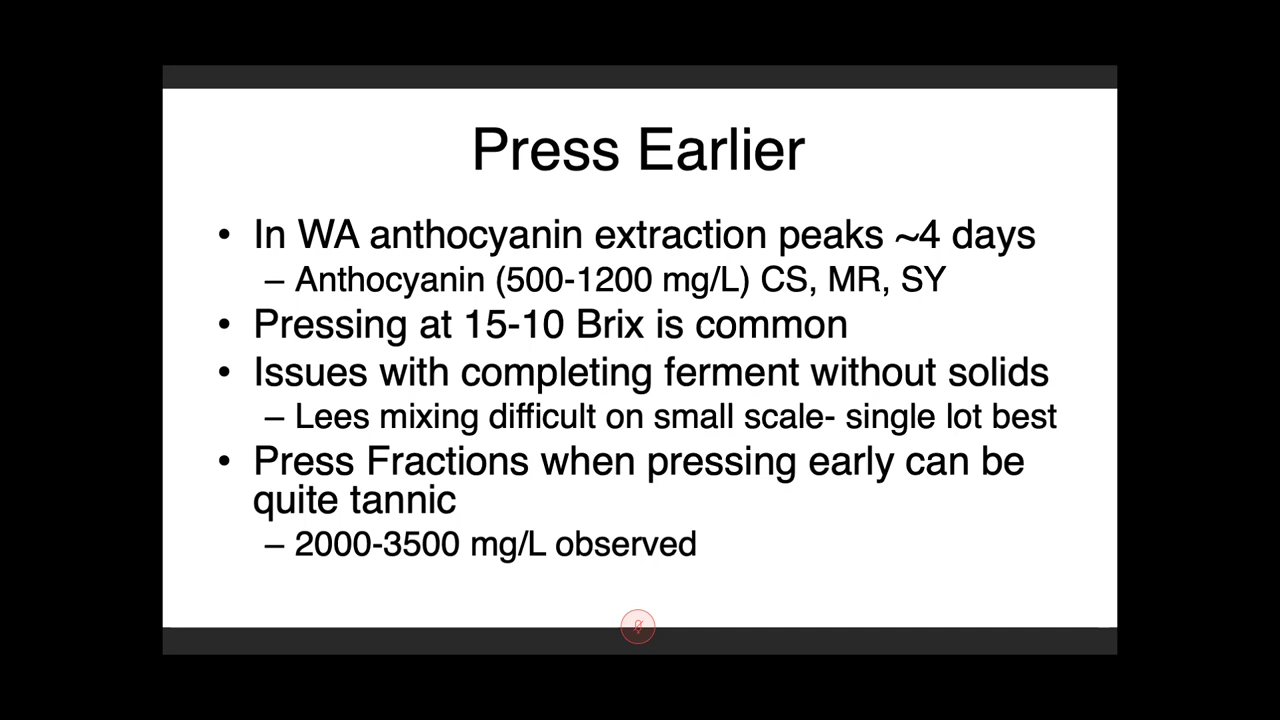 Press Earlier
• In WA anthocyanin extraction peaks ~4 days
– Anthocyanin (500-1200 mg/L) CS, MR, SY
• Pressing at 15-10 Brix is common
• Issues with completing ferment without solids
– Lees mixing difficult on small scale- single lot best
• Press Fractions when pressing early can be
quite tannic
– 2000-3500 mg/L observed